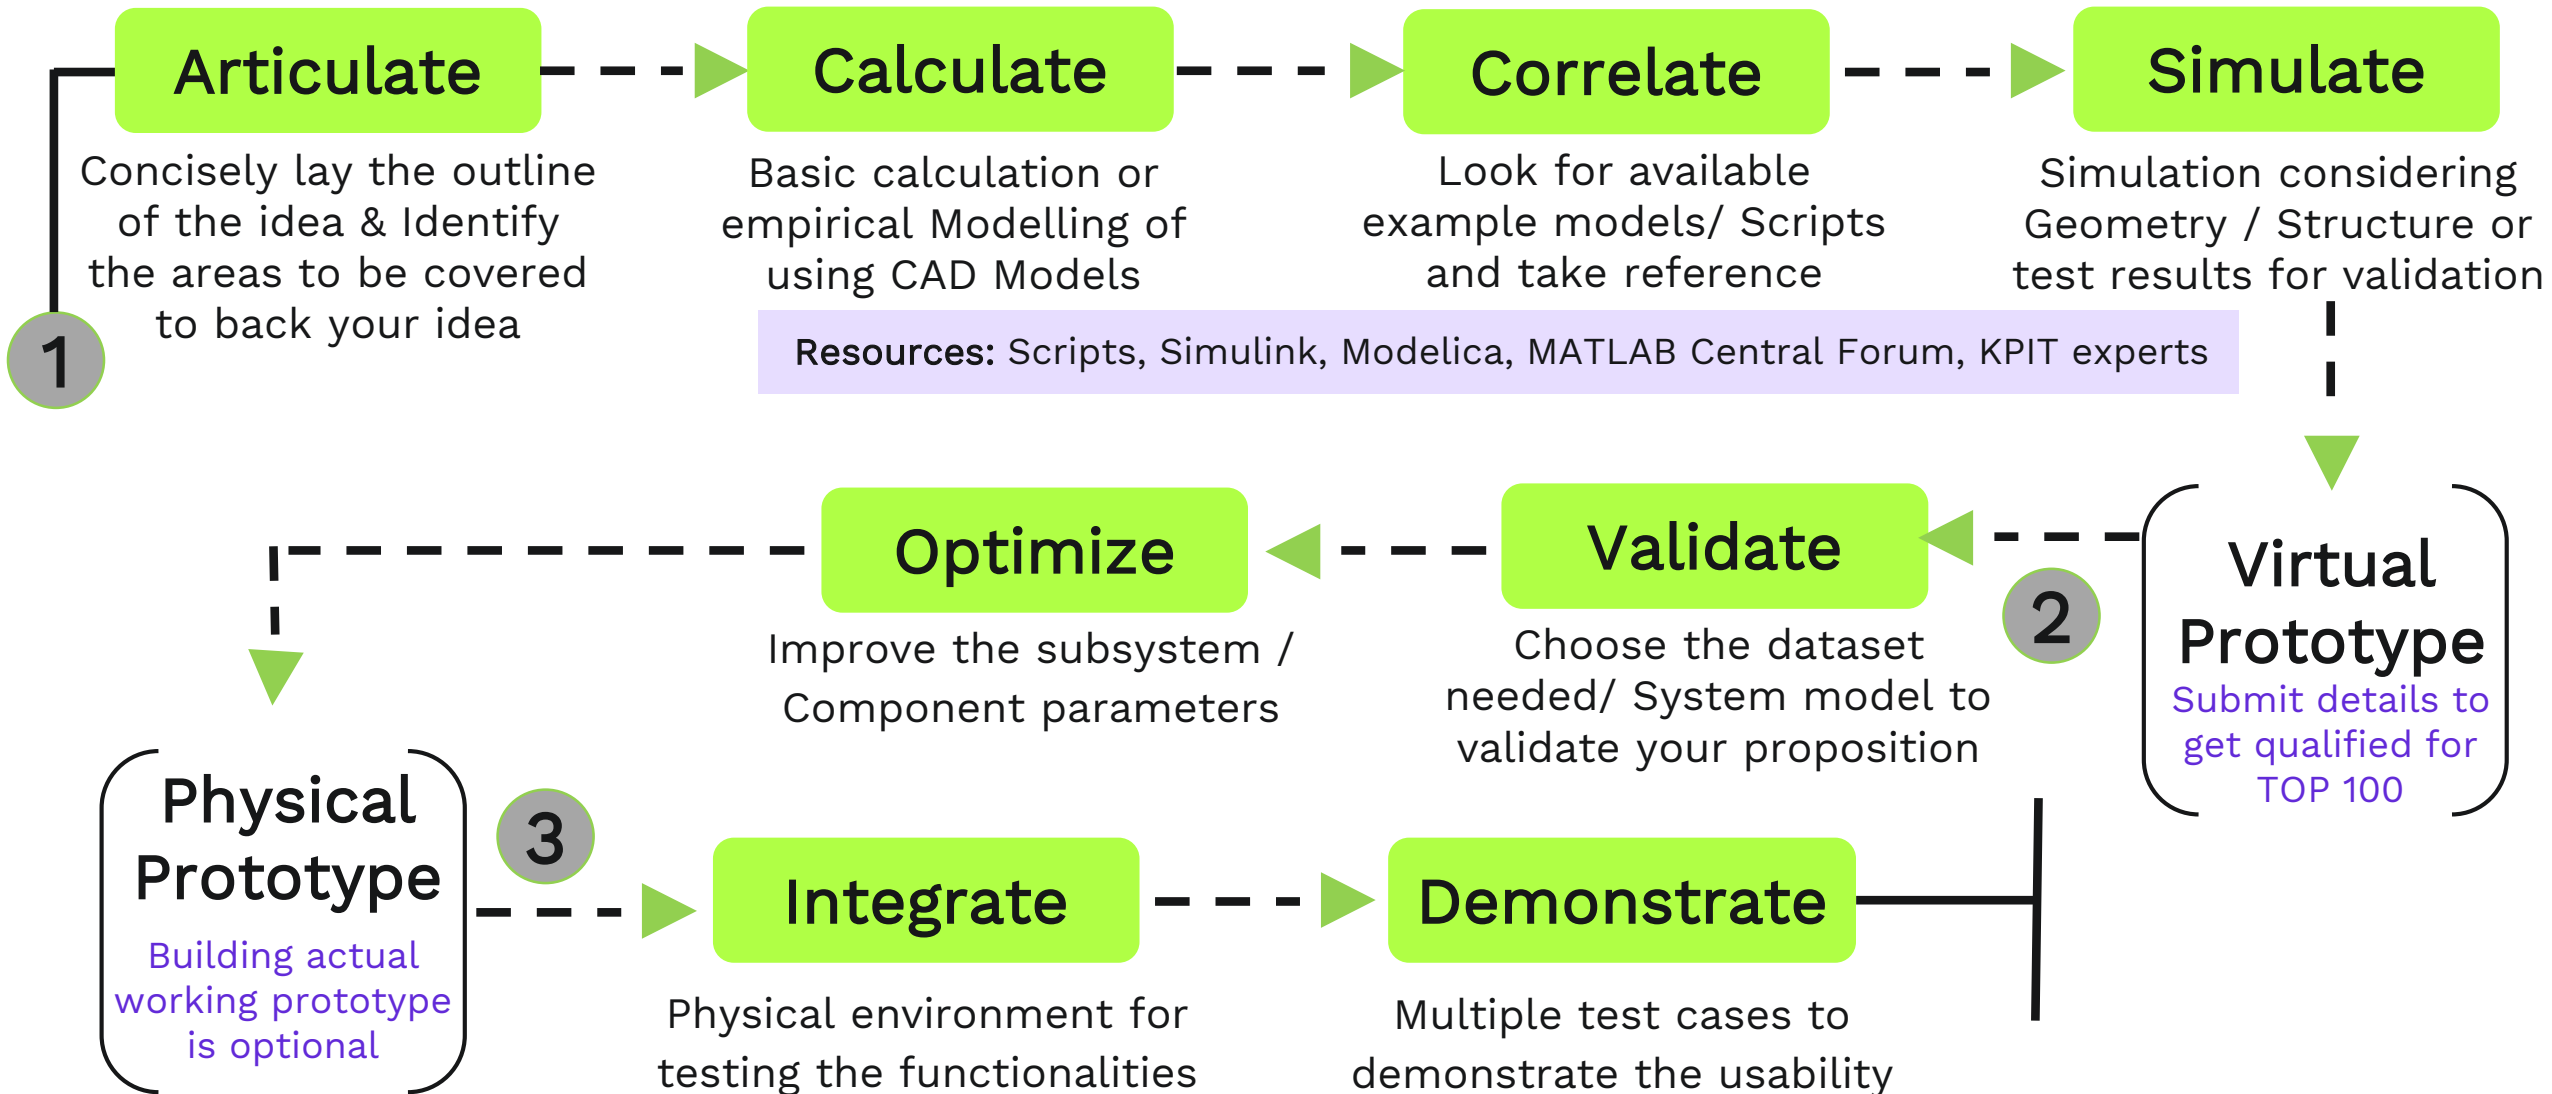 Articulate
Concisely lay the outline
of the idea & Identify
the areas to be covered
to back your idea
1
Calculate
Basic calculation or
empirical Modelling of
using CAD Models
Correlate
Look for available
example models/ Scripts
and take reference
Simulate
Simulation considering
Geometry / Structure or
test results for validation
Resources: Scripts, Simulink, Modelica, MATLAB Central Forum, KPIT experts
Virtual
Prototype
Submit details to
get qualified for
TOP 100
2
Validate
Choose the dataset
needed/ System model to
validate your proposition
Optimize
Improve the subsystem /
Component parameters
Physical
Prototype
Building actual
working prototype
is optional
3
Integrate
Physical environment for
testing the functionalities
Demonstrate
Multiple test cases to
demonstrate the usability